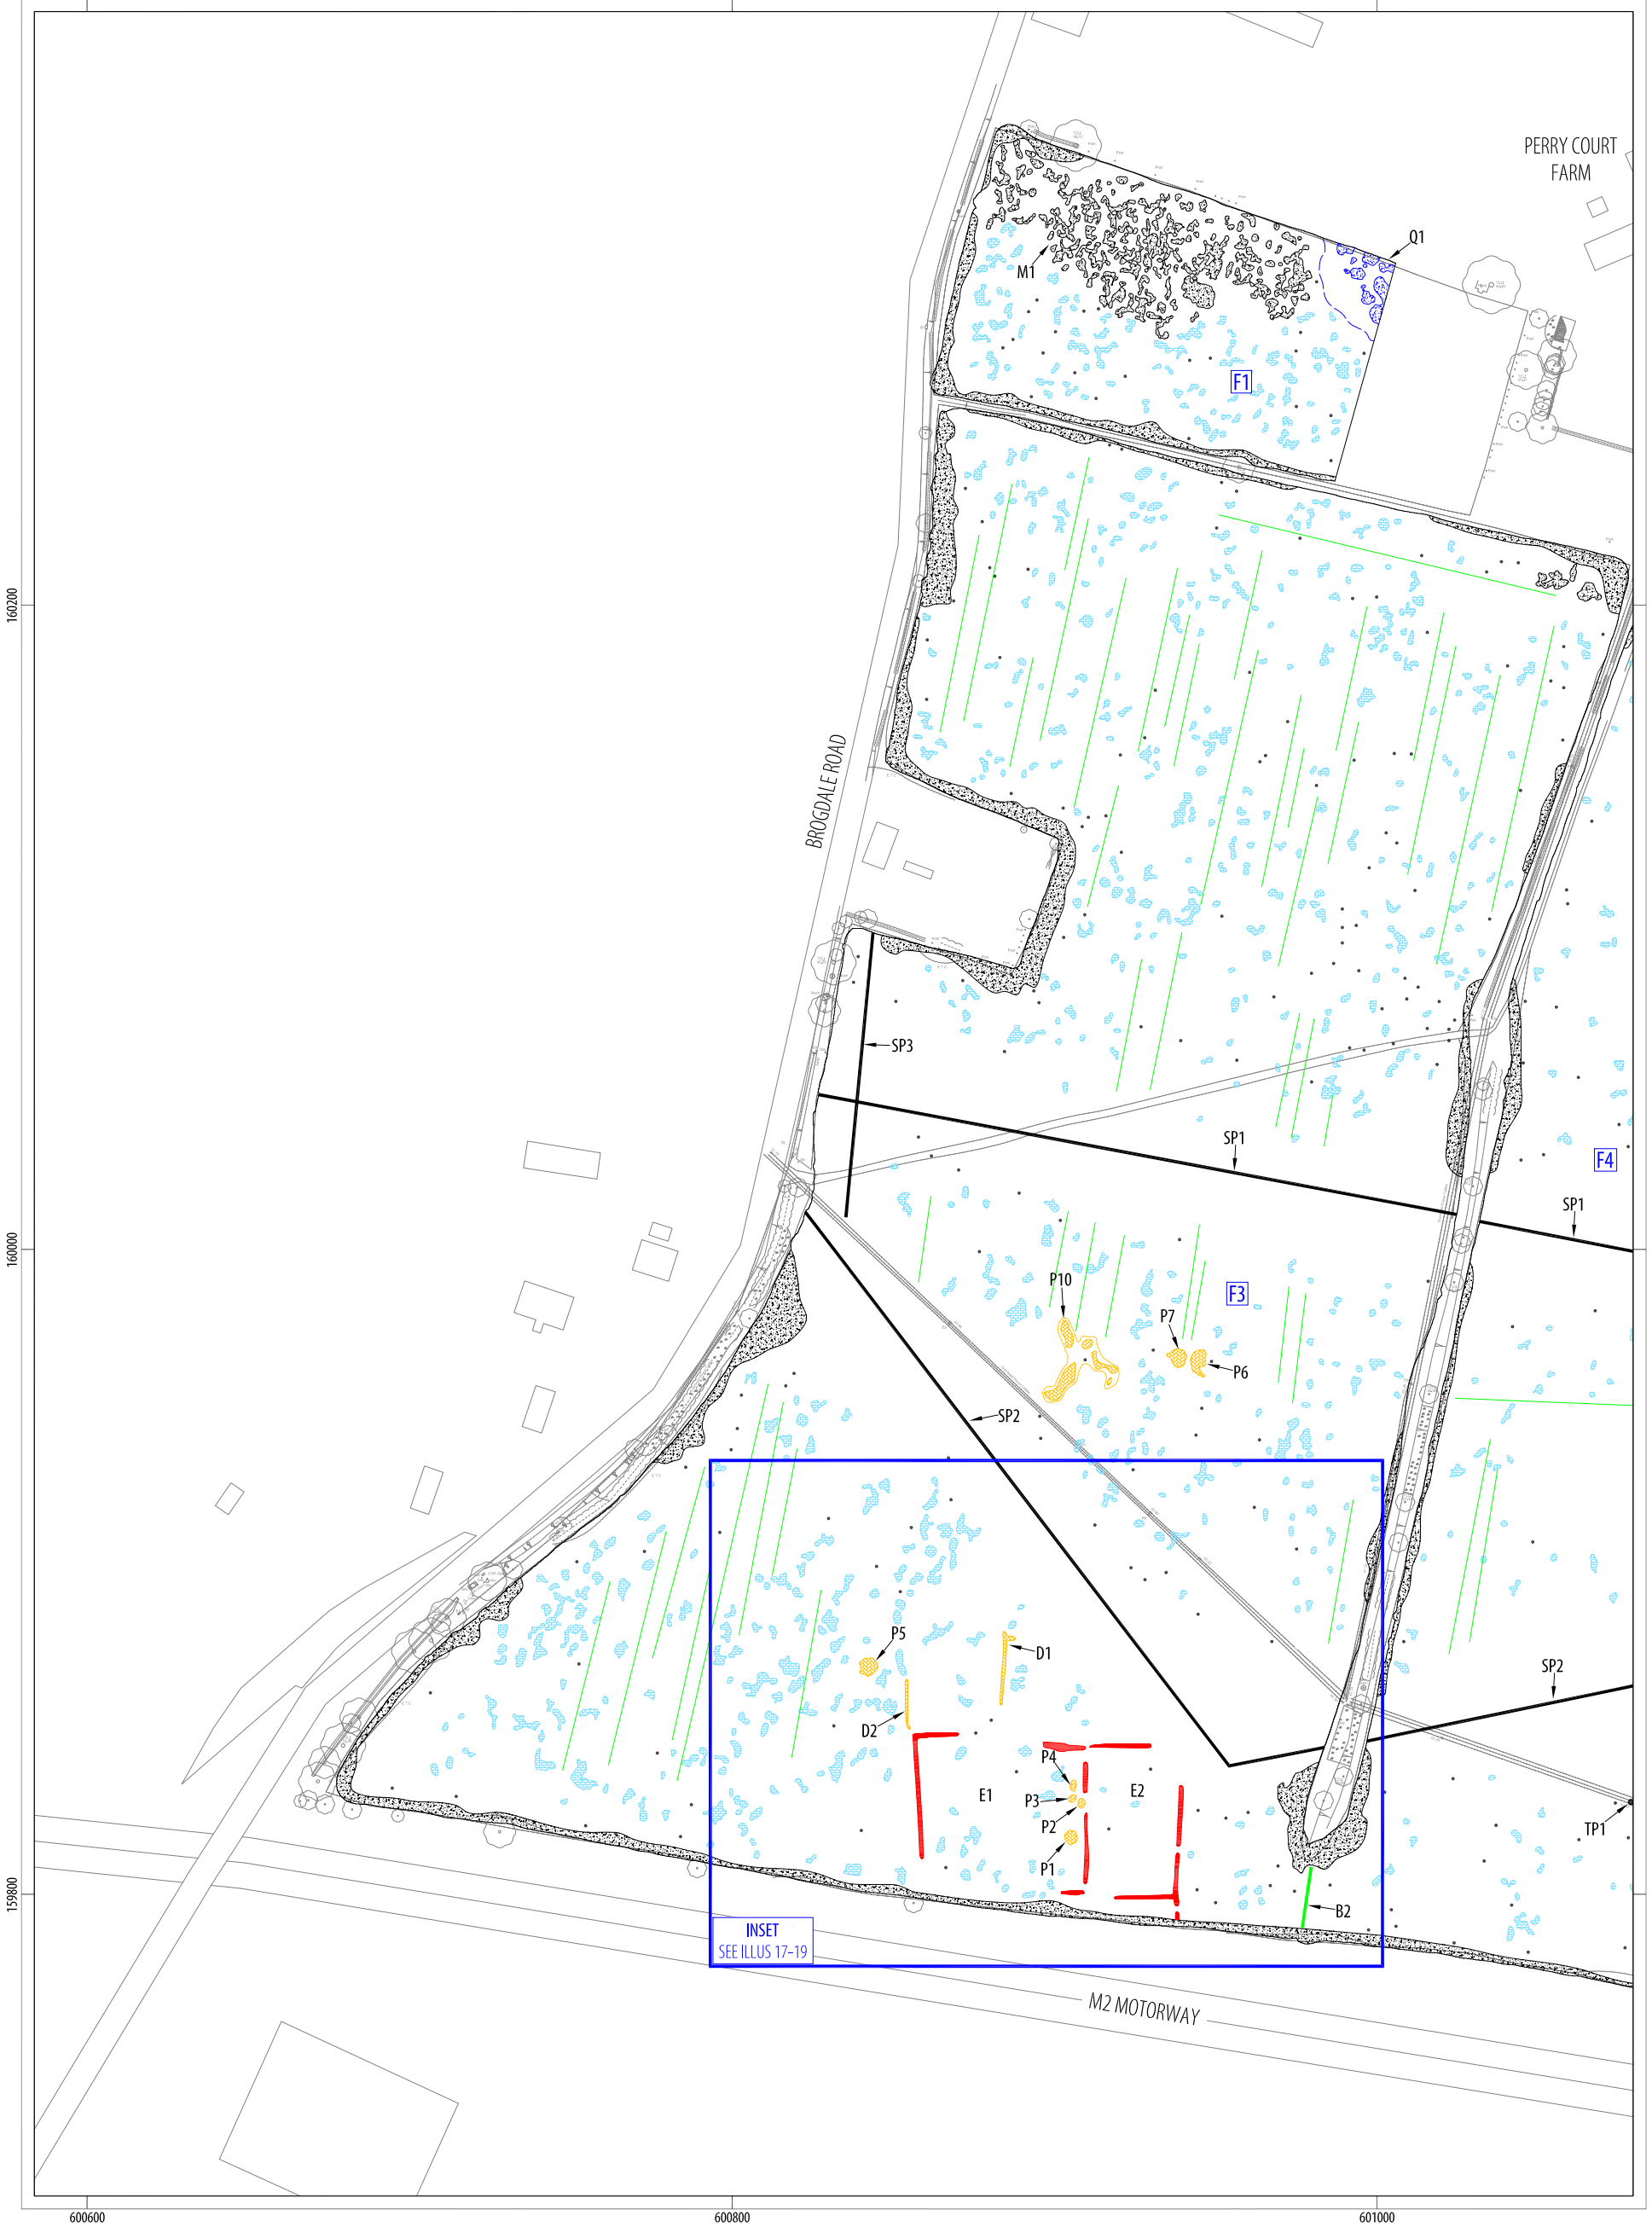 PERRY COURT
FARM
Q1
M1
F1
160200
BROGDALE ROAD
SP3
SP1
F4
SP1
160000
P10
F3
P7
P6
SP2
P5
D1
SP2
D2
P4
E1
E2
P3
P2
TP1
P1
159800
B2
INSET
SEE ILLUS 17-19
M2 MOTORWAY
600600
600800
601000